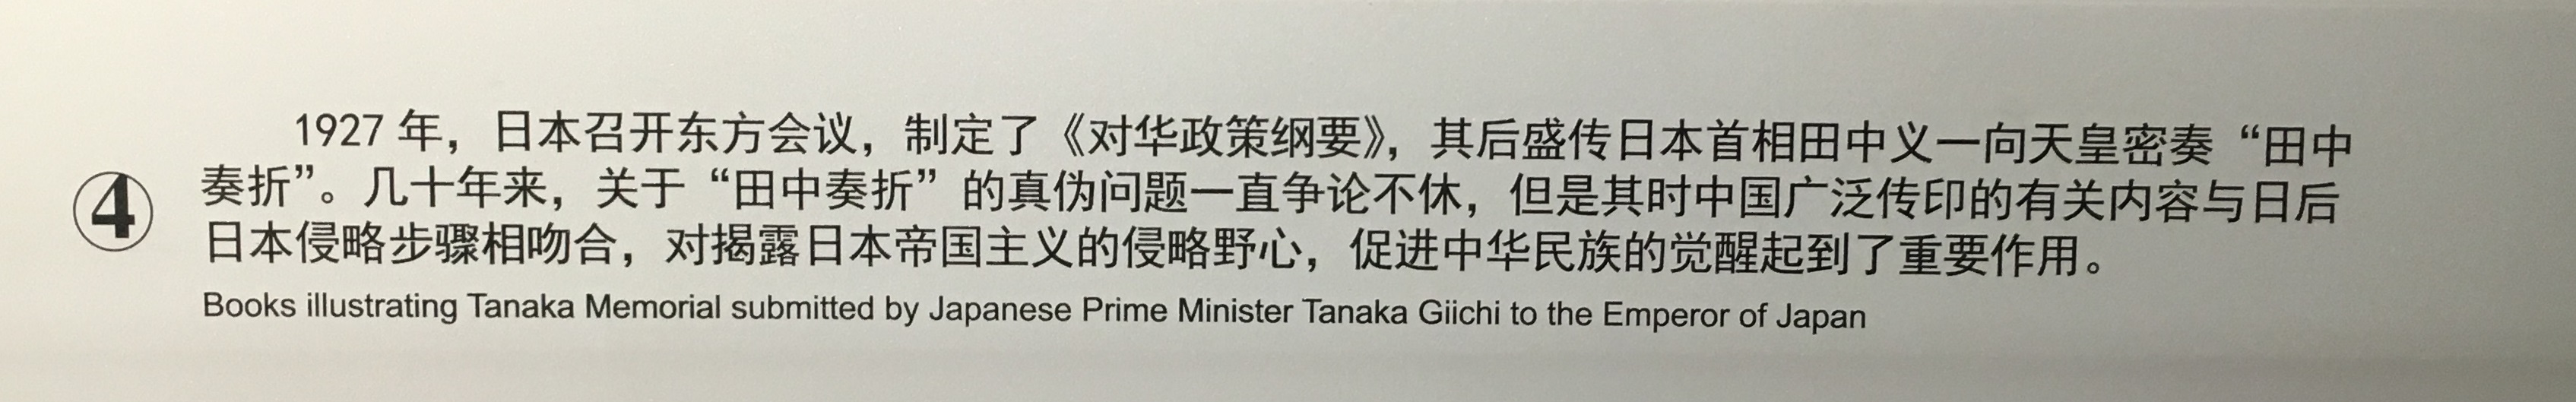 1927 年，日本召开东方会议，制定了《对华政策纲要》，其后盛传日本首相田中义一向天皇密奏“田中
④ 奏折”。几十年来，关于“田中奏折”的真伪问题一直争论不休，但是其时中国广泛传印的有关内容与日后
日本侵略步骤相吻合，对揭露日本帝国主义的侵略野心，促进中华民族的觉醒起到了重要作用。
Books illustrating Tanaka Memorial submitted by Japanese Prime Minister Tanaka Giichi to the Emperor of Japan